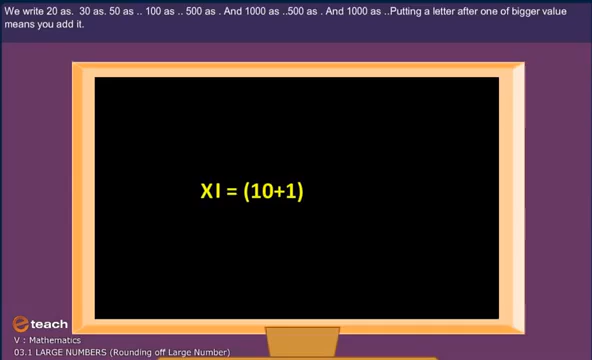 We write 20 as. 30 as. 50 as .. 100 as .. 500 as . And 1000 as ..500 as . And 1000 as ..Putting a letter after one of bigger value
means you add it.
XI = (10+1)
eteach
V : Mathematics
03.1 LARGE NUMBERS (Rounding off Large Number)